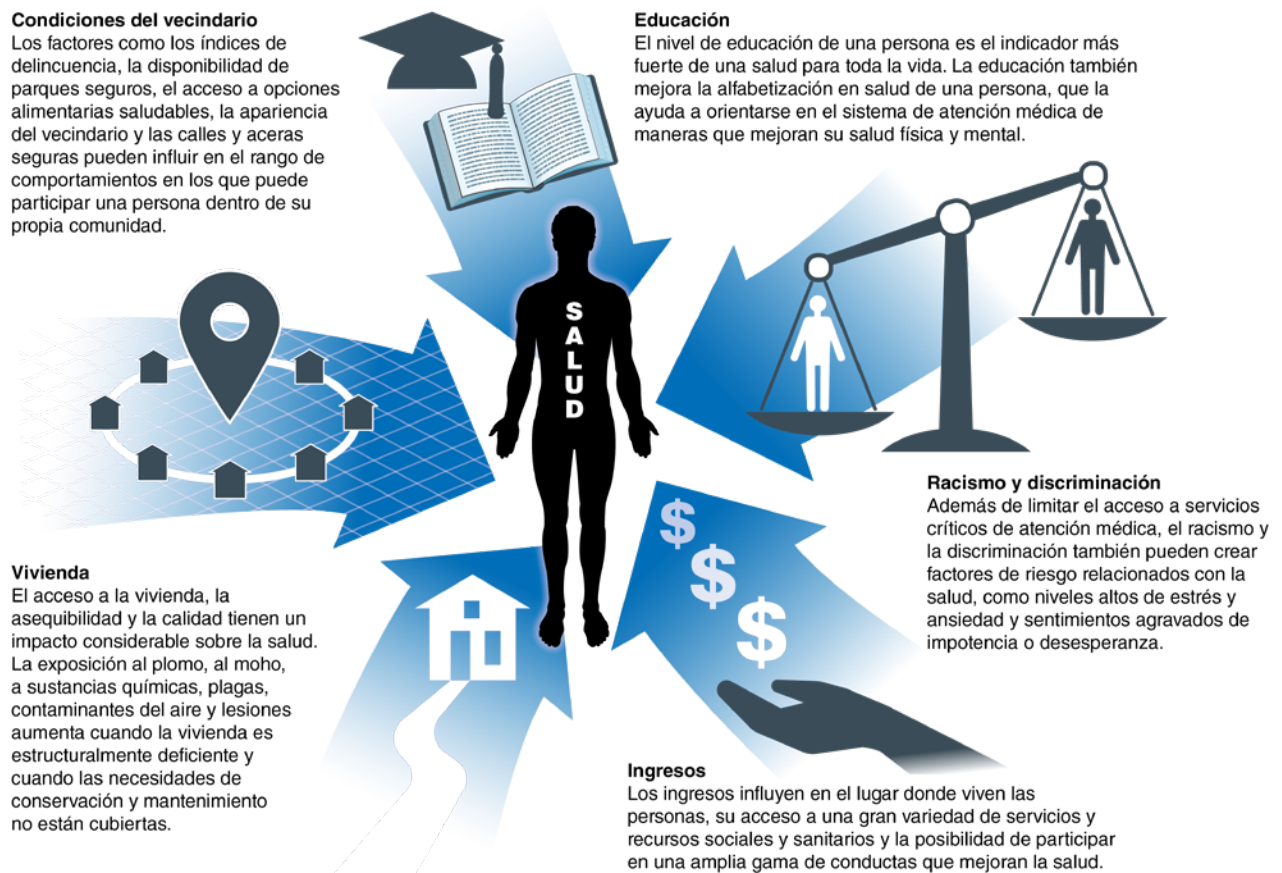 Condiciones del vecindario
Los factores como los índices de
delincuencia, la disponibilidad de
parques seguros, el acceso a opciones
alimentarias saludables, la apariencia
del vecindario y las calles y aceras
seguras pueden influir en el rango de
comportamientos en los que puede
participar una persona dentro de su
propia comunidad.
Educación
El nivel de educación de una persona es el indicador más
fuerte de una salud para toda la vida. La educación también
mejora la alfabetización en salud de una persona, que la
ayuda a orientarse en el sistema de atención médica de
maneras que mejoran su salud física y mental.
SALUD
Racismo y discriminación
Además de limitar el acceso a servicios
críticos de atención médica, el racismo y
la discriminación también pueden crear
factores de riesgo relacionados con la
salud, como niveles altos de estrés y
ansiedad y sentimientos agravados de
impotencia o desesperanza.
Vivienda
El acceso a la vivienda, la
asequibilidad y la calidad tienen un
impacto considerable sobre la salud.
La exposición al plomo, al moho,
a sustancias químicas, plagas,
contaminantes del aire y lesiones
aumenta cuando la vivienda es
estructuralmente deficiente y
cuando las necesidades de
conservación y mantenimiento
no están cubiertas.
$
$
$
Ingresos
Los ingresos influyen en el lugar donde viven las
personas, su acceso a una gran variedad de servicios y
recursos sociales y sanitarios y la posibilidad de participar
en una amplia gama de conductas que mejoran la salud.